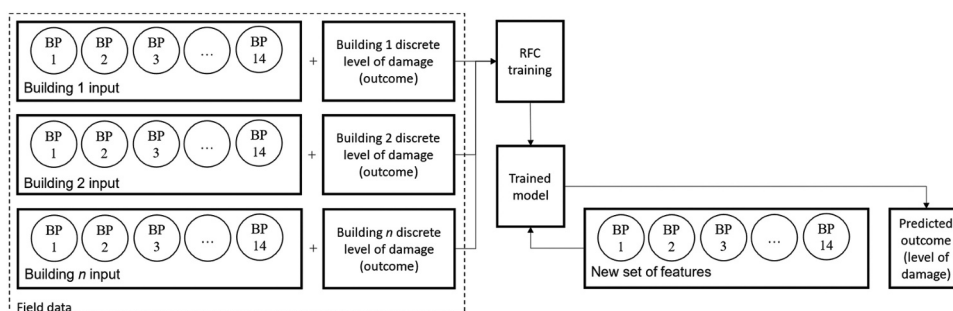 BP
1
BP
2
BP
3
...
BP
14
Building 1 input
+
Building 1 discrete
level of damage
(outcome)
BP
1
BP
2
BP
3
...
BP
14
Building 2 input
+
Building 2 discrete
level of damage
(outcome)
BP
1
BP
2
BP
3
...
BP
14
Building n input
+
Building n discrete
level of damage
(outcome)
Field data
RFC
training
Trained
model
BP
1
BP
2
BP
3
...
BP
14
New set of features
Predicted
outcome
(level of
damage)